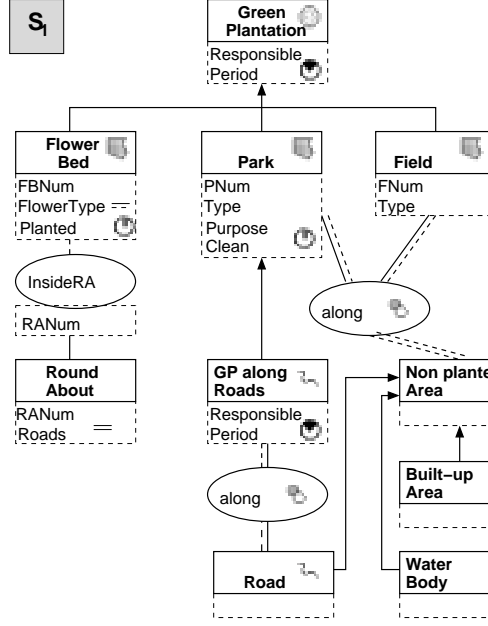 S1
Green
Plantation
Responsible
Period
Flower
Bed
FBNum
FlowerType
Planted
Park
PNum
Type
Purpose
Clean
Field
FNum
Type
InsideRA
RANum
along
Round
About
RANum
Roads
GP along
Roads
Responsible
Period
Non plante
Area
along
Built-up
Area
Road
Water
Body